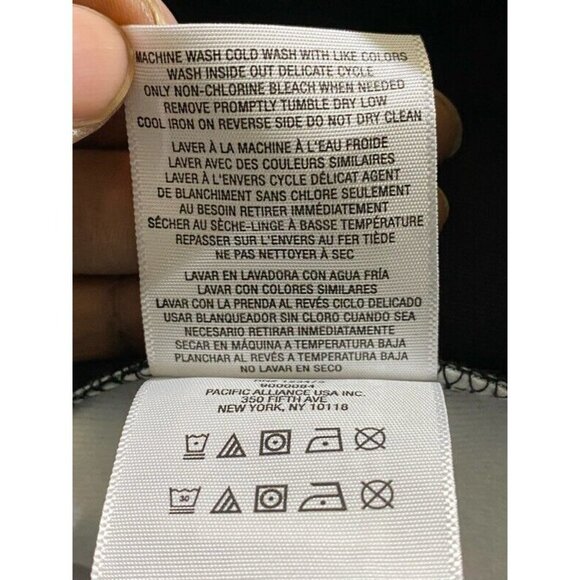 MACHINE WASH COLD WASH WITH LIKE COLORS
WASH INSIDE OUT DELICATE CYCLE
ONLY NON-CHLORINE BLEACH WHEN NEEDED
REMOVE PROMPTLY TUMBLE DRY LOW
COOL IRON ON REVERSE SIDE DO NOT DRY CLEAN
LAVER À LA MACHINE À L'EAU FROIDE
LAVER AVEC DES COULEURS SIMILAIRES
LAVER À L'ENVERS CYCLE DÉLICAT AGENT
DE BLANCHIMENT SANS CHLORE SEULEMENT
AU BESOIN RETIRER IMMÉDIATEMENT
SÉCHER AU SÈCHE-LINGE À BASSE TEMPÉRATURE
REPASSER SUR L'ENVERS AU FER TIÈDE
NE PAS NETTOYER À SEC
LAVAR EN LAVADORA CON AGUA FRÍA
LAVAR CON COLORES SIMILARES
LAVAR CON LA PRENDA AL REVÉS CICLO DELICADO
USAR BLANQUEADOR SIN CLORO CUANDO SEA
NECESARIO RETIRAR INMEDIATAMENTE
SECAR EN MÁQUINA A TEMPERATURA BAJA
PLANCHAR AL REVÉS A TEMPERATURA BAJA
NO LAVAR EN SECO
9000084
PACIFIC ALLIANCE USA INC.
350 FIFTH AVE
NEW YORK, NY 10118
30